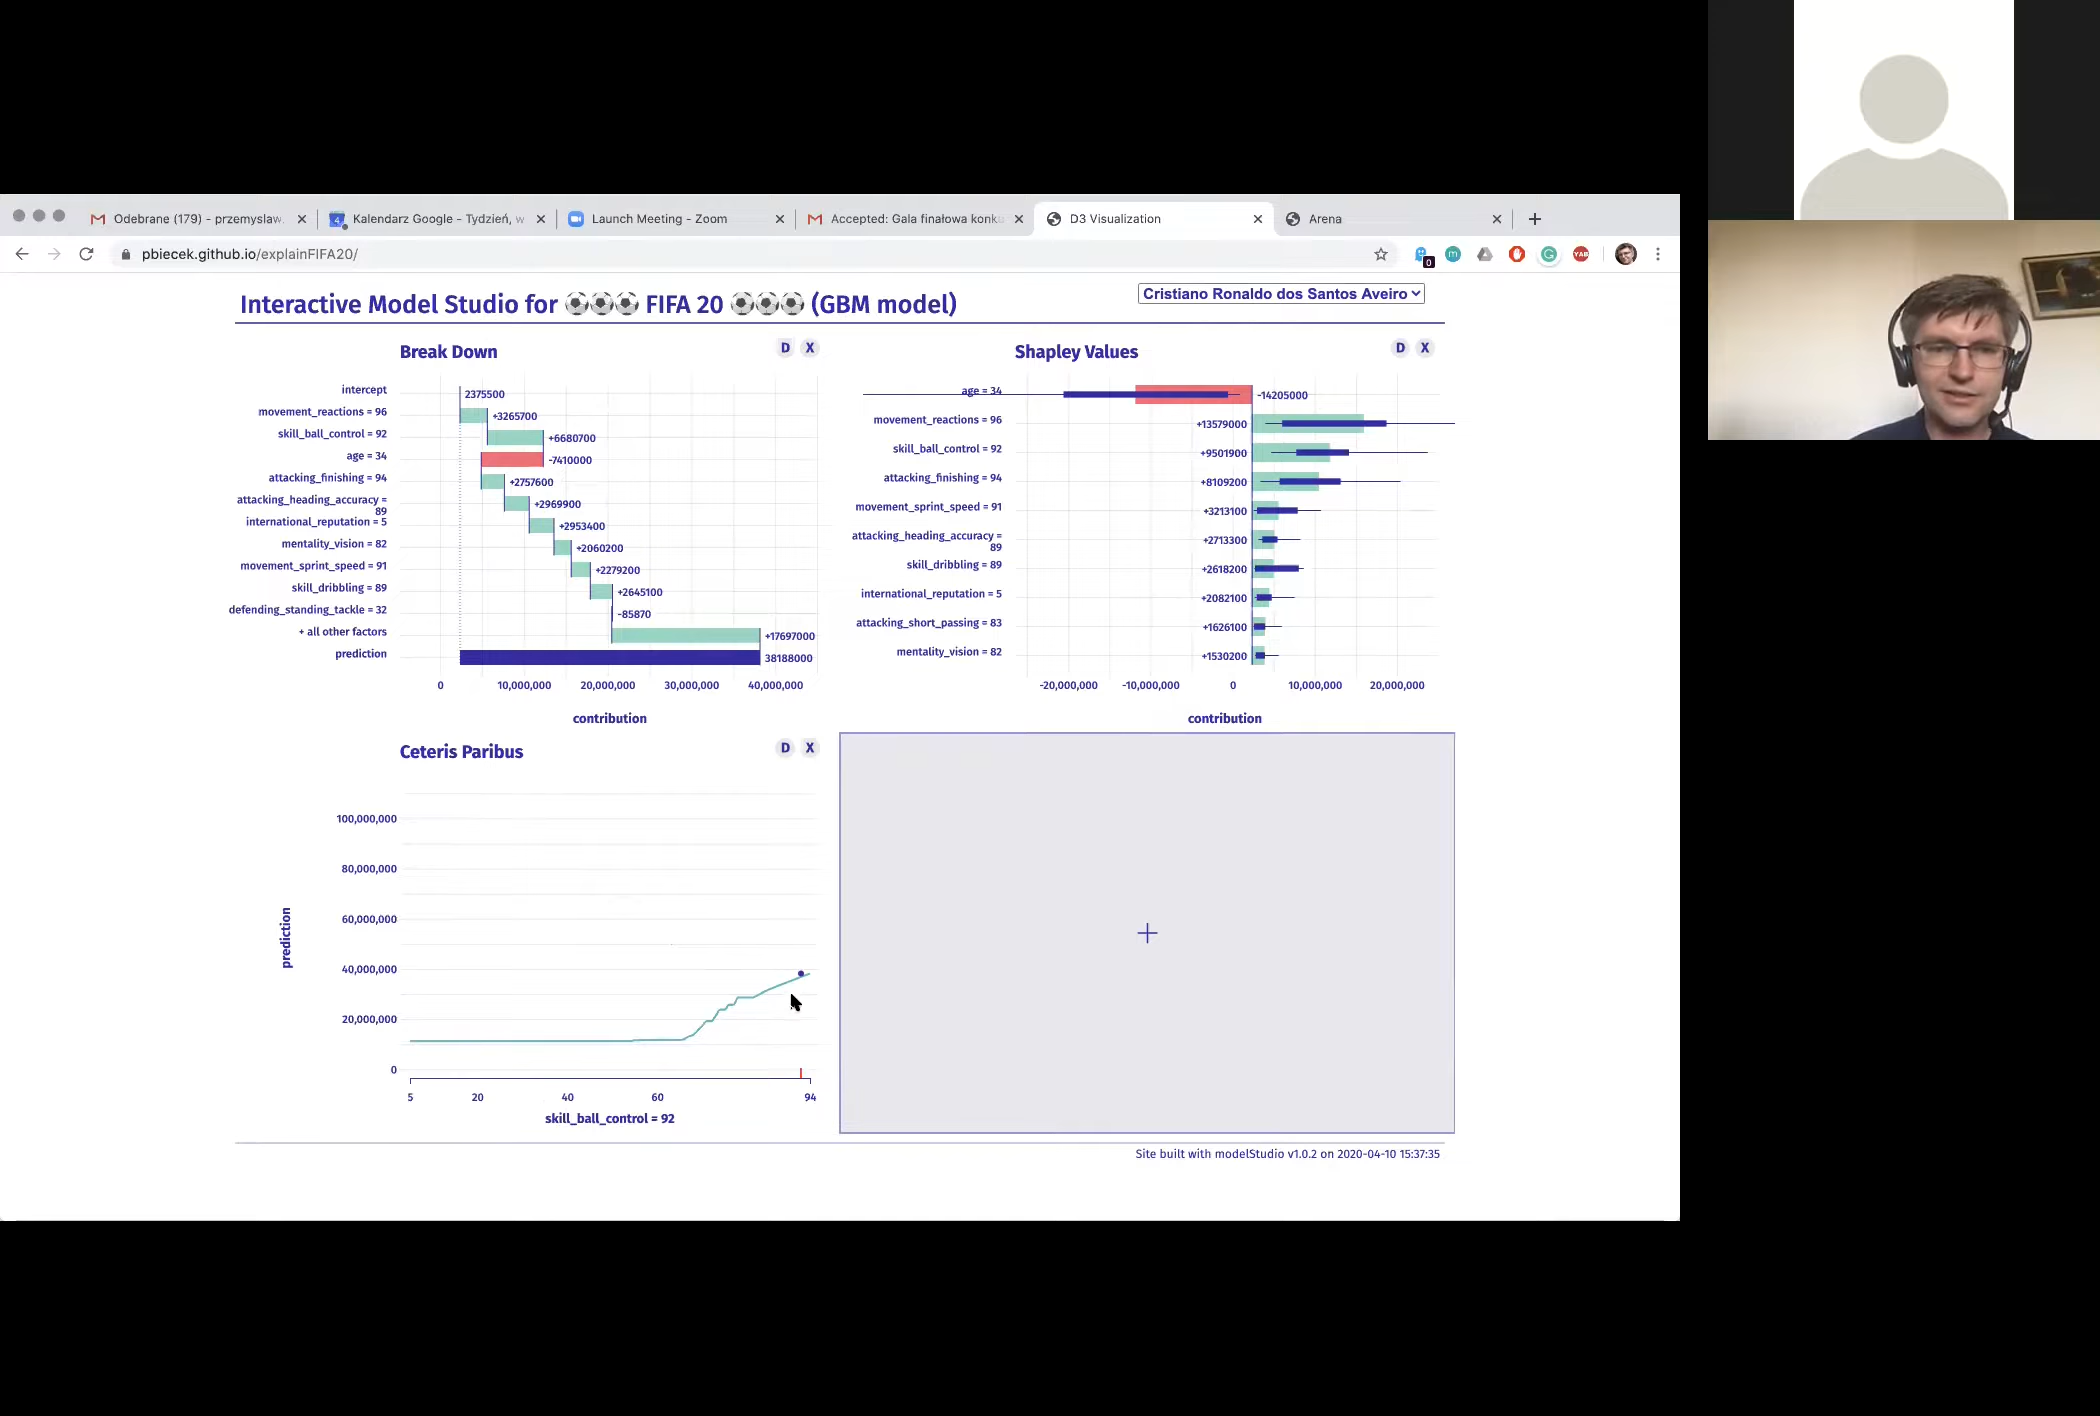 Odebrane (179) - przemysław.
Kalendarz Google - Tydzień, w
Launch Meeting - Zoom
Accepted: Gala finałowa konku
D3 Visualization
Arena
pbiecek.github.io/explainFIFA20/
0
Interactive Model Studio for ⚽⚽⚽ FIFA 20 ⚽⚽⚽ (GBM model)
Cristiano Ronaldo dos Santos Aveiro
Break Down
D X
intercept 2375500
movement_reactions = 96 +3265700
skill_ball_control = 92 +6680700
age = 34 -7410000
attacking_finishing = 94 +2757600
attacking_heading_accuracy = +2969900
89
international_reputation = 5 +2953400
mentality_vision = 82 +2060200
movement_sprint_speed = 91 +2279200
skill_dribbling = 89 +2645100
defending_standing_tackle = 32 -85870
+ all other factors +17697000
prediction 38188000
0 10,000,000 20,000,000 30,000,000 40,000,000
contribution
Shapley Values
D X
age = 34 -14205000
movement_reactions = 96 +13579000
skill_ball_control = 92 +9501900
attacking_finishing = 94 +8109200
movement_sprint_speed = 91 +3213100
attacking_heading_accuracy = +2713300
89
skill_dribbling = 89 +2618200
international_reputation = 5 +2082100
attacking_short_passing = 83 +1626100
mentality_vision = 82 +1530200
-20,000,000 -10,000,000 0 10,000,000 20,000,000
contribution
Ceteris Paribus
D X
100,000,000
80,000,000
60,000,000
40,000,000
20,000,000
0
prediction
5 20 40 60 94
skill_ball_control = 92
Site built with modelStudio v1.0.2 on 2020-04-10 15:37:35